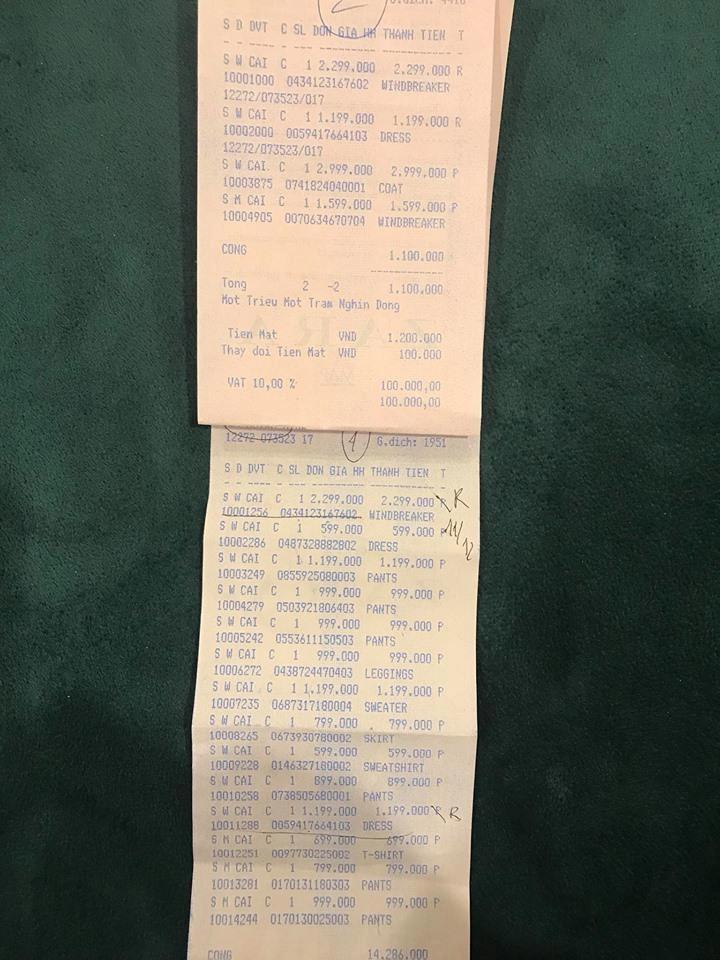 2
G.dich: 4418
S D DVT C SL DON GIA HH THANH TIEN T
S W CAI C 1 2.299.000 2.299.000 R
10001000 0434123167602 WINDBREAKER
12272/073523/017
S W CAI C 1 1.199.000 1.199.000 R
10002000 0059417664103 DRESS
12272/073523/017
S W CAI C 1 2.999.000 2.999.000 P
10003875 0741824040001 COAT
S M CAI C 1 1.599.000 1.599.000 P
10004905 0070634670704 WINDBREAKER
CONG 1.100.000
Tong 2 -2 1.100.000
Mot Trieu Mot Tram Nghin Dong
ZARA
Tien Mat VND 1.200.000
Thay doi Tien Mat VND 100.000
VAT 10,00 % 100.000,00
100.000,00
12272 073523 17 1 G.dich: 1951
S D DVT C SL DON GIA HH THANH TIEN T
S W CAI C 1 2.299.000 2.299.000 P R
10001256 0434123167602 WINDBREAKER
S W CAI C 1 599.000 599.000 P 11/12
10002286 0487328882802 DRESS
S W CAI C 1 1.199.000 1.199.000 P
10003249 0855925080003 PANTS
S W CAI C 1 999.000 999.000 P
10004279 0503921806403 PANTS
S W CAI C 1 999.000 999.000 P
10005242 0553611150503 PANTS
S W CAI C 1 999.000 999.000 P
10006272 0438724470403 LEGGINGS
S W CAI C 1 1.199.000 1.199.000 P
10007235 0687317180004 SWEATER
S W CAI C 1 799.000 799.000 P
10008265 0673930780002 SKIRT
S W CAI C 1 599.000 599.000 P
10009228 0146327180002 SWEATSHIRT
S W CAI C 1 899.000 899.000 P
10010258 0738505680001 PANTS
S W CAI C 1 1.199.000 1.199.000 P R
10011288 0059417664103 DRESS
S M CAI C 1 699.000 699.000 P
10012251 0097730225002 T-SHIRT
S M CAI C 1 799.000 799.000 P
10013281 0170131180303 PANTS
S M CAI C 1 999.000 999.000 P
10014244 0170130025003 PANTS
CONG 14.286.000